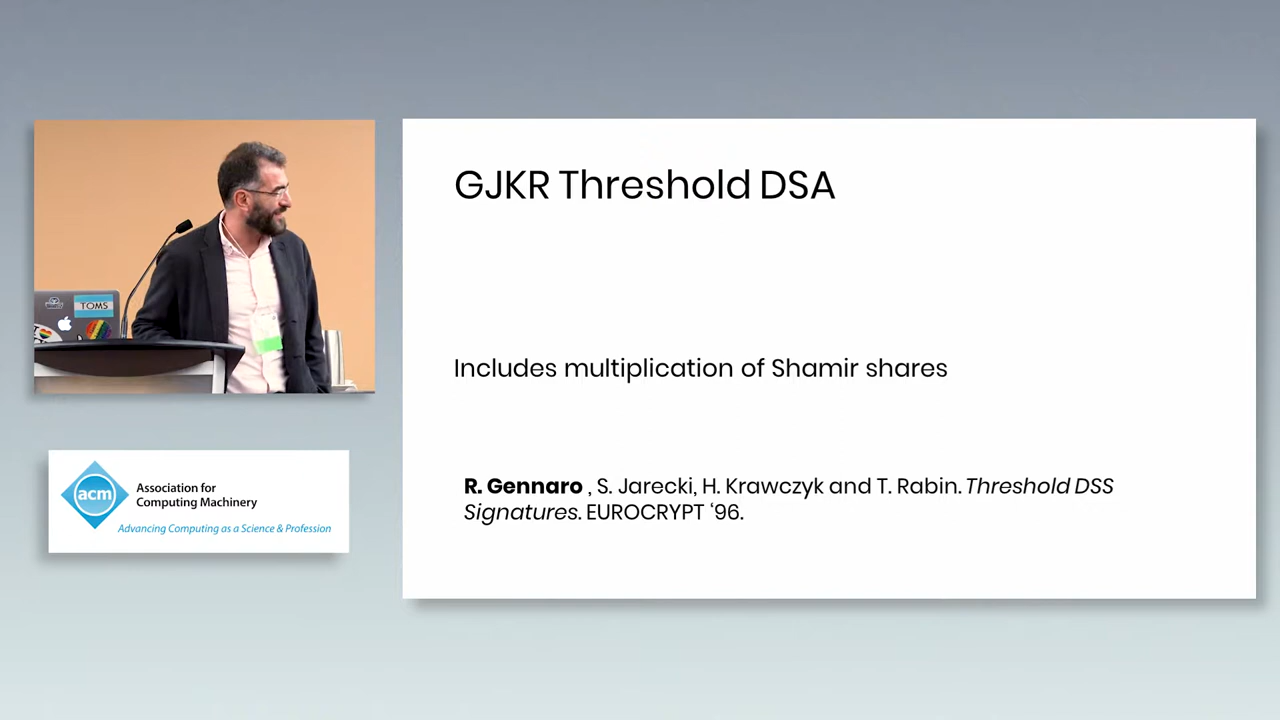 GJKR Threshold DSA
TOMS
Includes multiplication of Shamir shares
R. Gennaro , S. Jarecki, H. Krawczyk and T. Rabin. Threshold DSS
Signatures. EUROCRYPT ‘96.
acm
Association for
Computing Machinery
Advancing Computing as a Science & Profession